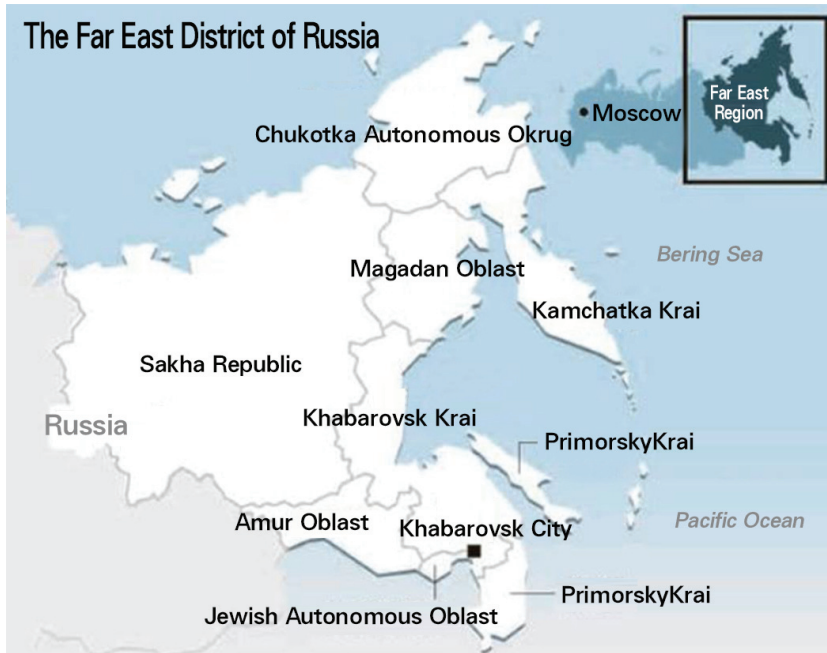 The Far East District of Russia
Far East
Region
Moscow
Chukotka Autonomous Okrug
Bering Sea
Magadan Oblast
Kamchatka Krai
Sakha Republic
Khabarovsk Krai
Russia
PrimorskyKrai
Amur Oblast
Khabarovsk City
Pacific Ocean
PrimorskyKrai
Jewish Autonomous Oblast